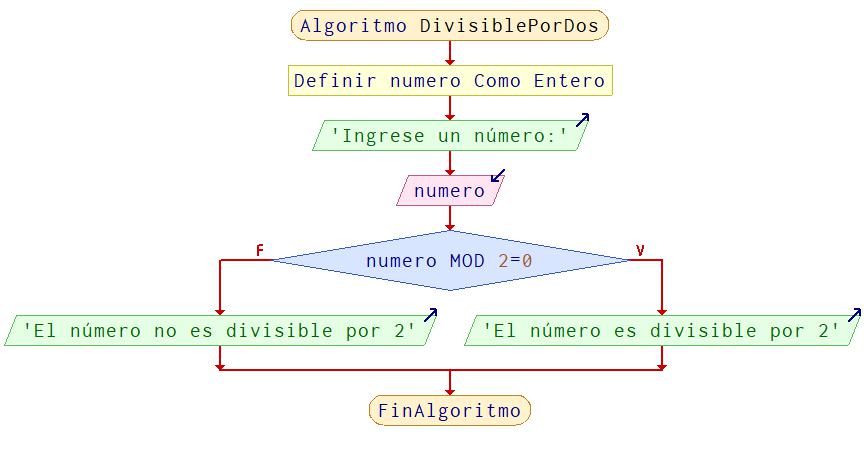 Algoritmo DivisiblePorDos
Definir numero Como Entero
'Ingrese un número:'
numero
F
V
numero MOD 2=0
'El número no es divisible por 2'
'El número es divisible por 2'
FinAlgoritmo